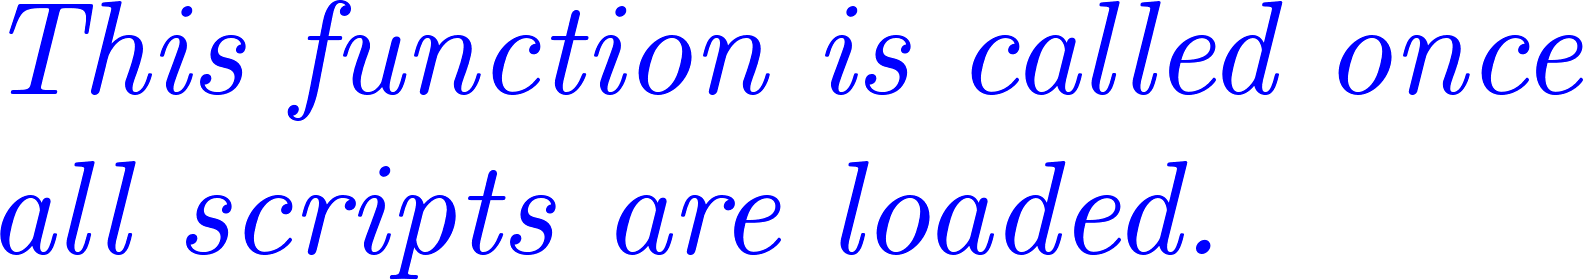 This function is called once
all scripts are loaded.